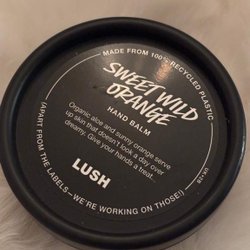 MADE FROM 100% RECYCLED PLASTIC
SWEET WILD
ORANGE
HAND BALM
Organic aloe and sunny orange serve
up skin that doesn't look a day over
dreamy. Give your hands a treat.
LUSH
(APART FROM THE LABELS—WE'RE WORKING ON THOSE!)